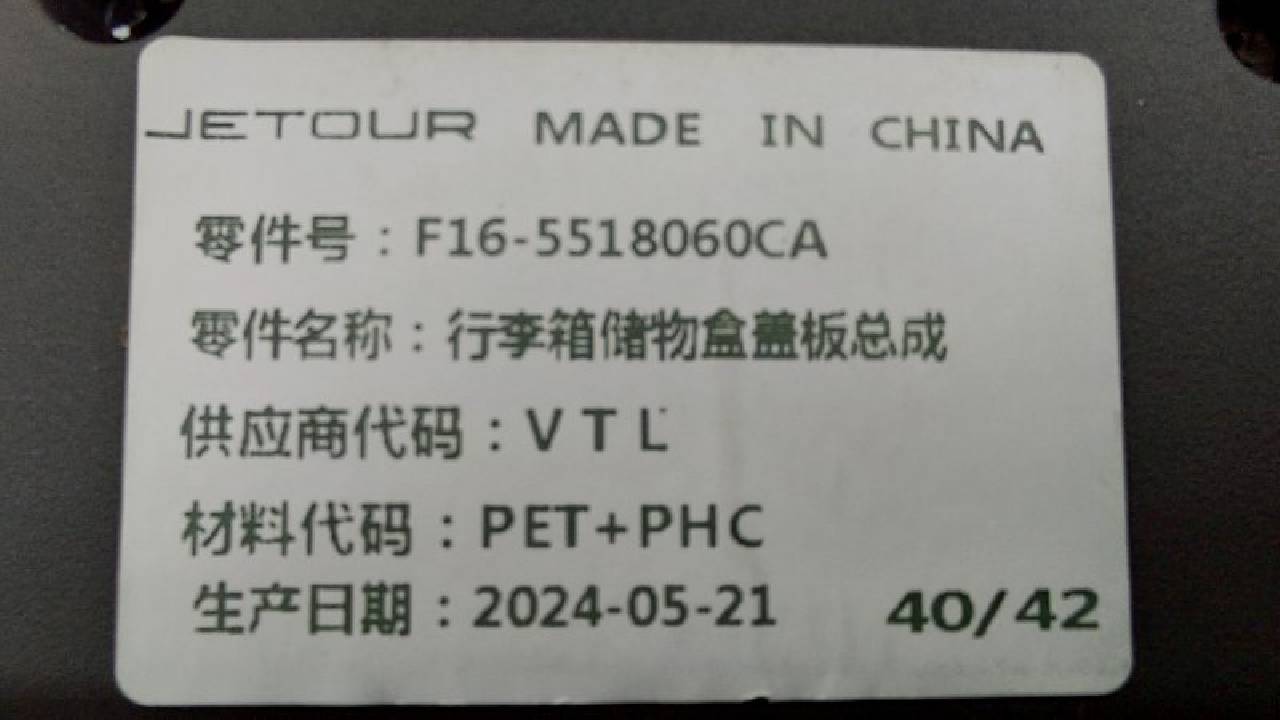 JETOUR MADE IN CHINA
零件号：F16-5518060CA
零件名称：行李箱储物盒盖板总成
供应商代码：VTL
材料代码：PET+PHC
生产日期：2024-05-21 40/42